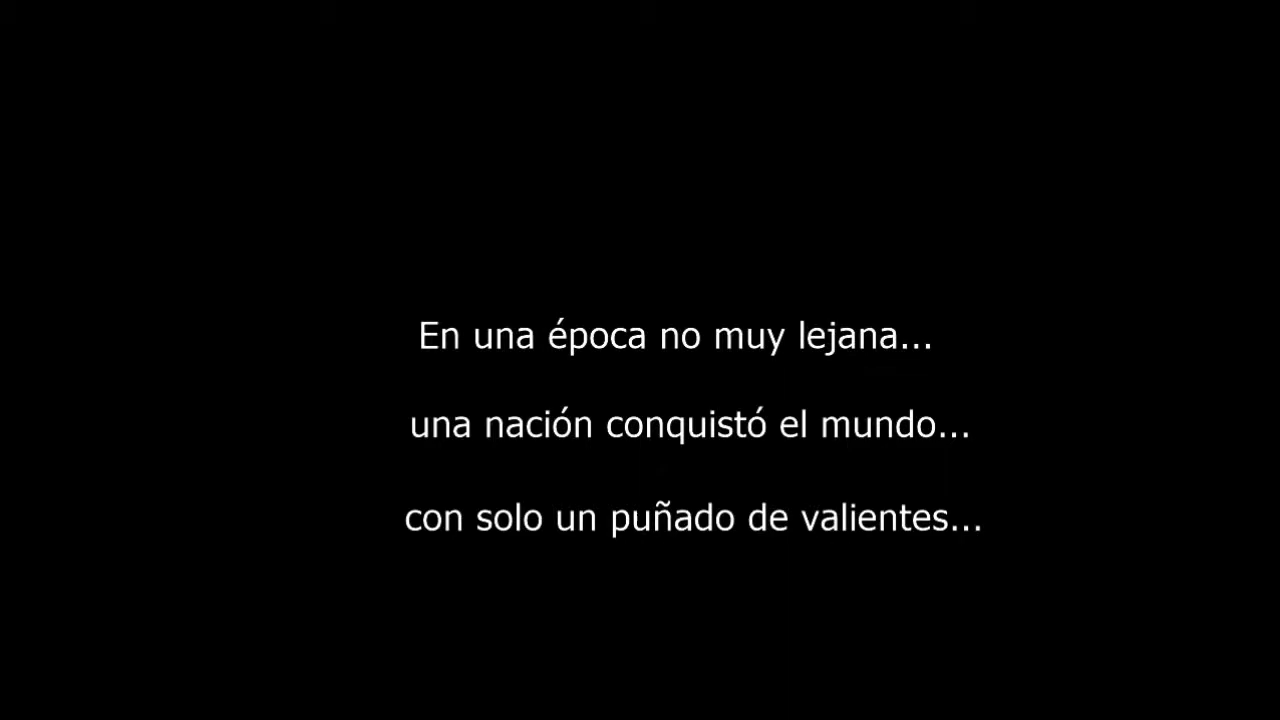 En una época no muy lejana...
una nación conquistó el mundo...
con solo un puñado de valientes...